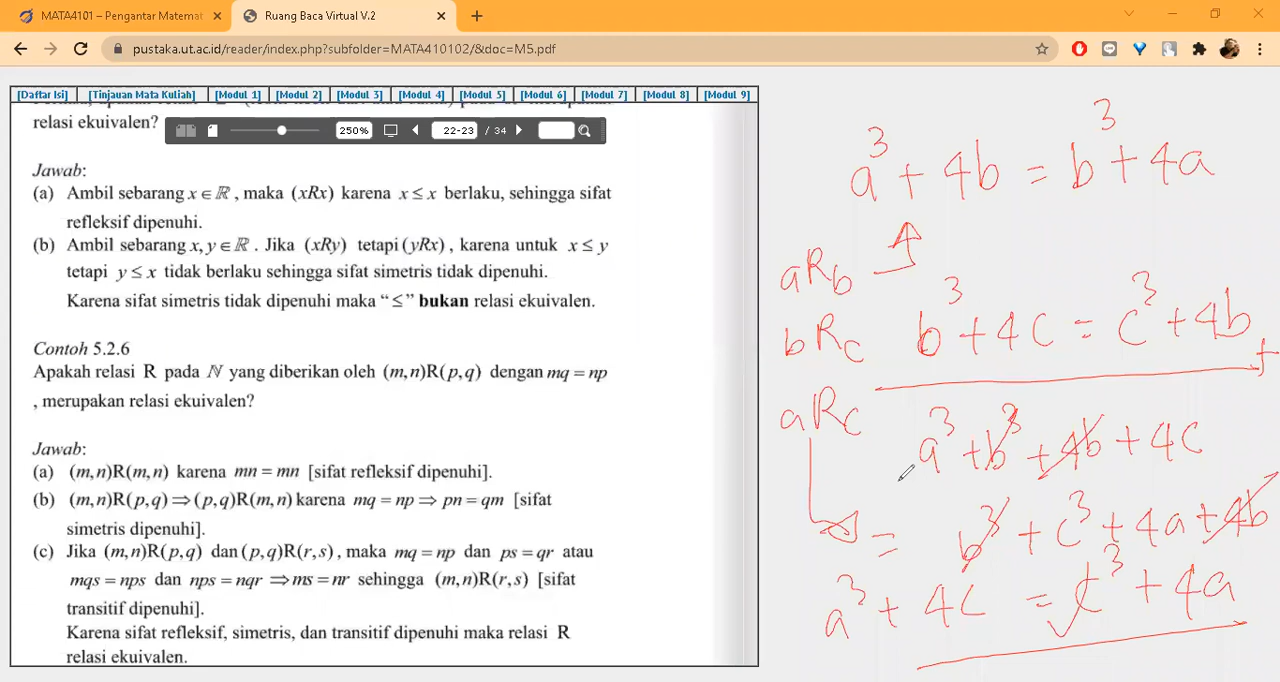 MATA4101 – Pengantar Matemat
Ruang Baca Virtual V.2
pustaka.ut.ac.id/reader/index.php?subfolder=MATA410102/&doc=M5.pdf
[Daftar Isi] [Tinjauan Mata Kuliah] [Modul 1] [Modul 2] [Modul 3] [Modul 4] [Modul 5] [Modul 6] [Modul 7] [Modul 8] [Modul 9]
relasi ekuivalen?
250% 22-23 / 34
Jawab:
(a) Ambil sebarang x ∈ ℝ, maka (xRx) karena x ≤ x berlaku, sehingga sifat
refleksif dipenuhi.
(b) Ambil sebarang x, y ∈ ℝ. Jika (xRy) tetapi (yRx), karena untuk x ≤ y
tetapi y ≤ x tidak berlaku sehingga sifat simetris tidak dipenuhi.
Karena sifat simetris tidak dipenuhi maka “≤” bukan relasi ekuivalen.
Contoh 5.2.6
Apakah relasi R pada ℕ yang diberikan oleh (m,n)R(p,q) dengan mq = np
, merupakan relasi ekuivalen?
Jawab:
(a) (m,n)R(m,n) karena mn = mn [sifat refleksif dipenuhi].
(b) (m,n)R(p,q) ⇒ (p,q)R(m,n) karena mq = np ⇒ pn = qm [sifat
simetris dipenuhi].
(c) Jika (m,n)R(p,q) dan (p,q)R(r,s), maka mq = np dan ps = qr atau
mqs = nps dan nps = nqr ⇒ ms = nr sehingga (m,n)R(r,s) [sifat
transitif dipenuhi].
Karena sifat refleksif, simetris, dan transitif dipenuhi maka relasi R
relasi ekuivalen.
a³ + 4b = b³ + 4a
aRb
bRc b³ + 4c = c³ + 4b
+
aRc a³ + b³ + 4b + 4c
= b³ + c³ + 4a + 4b
a³ + 4c = c³ + 4a